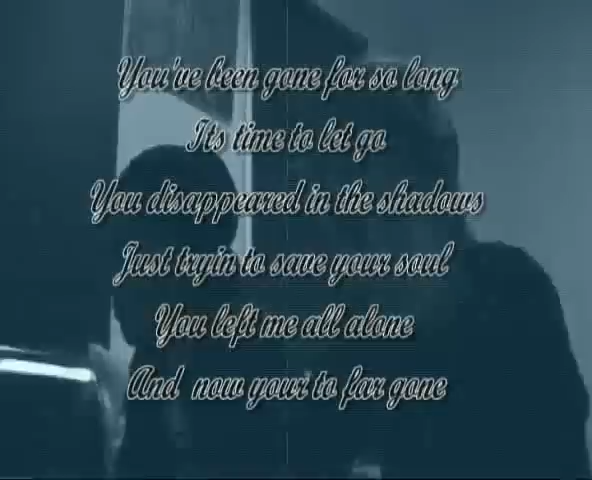 You've been gone for so long
Its time to let go
You disappeared in the shadows
Just tryin to save your soul
You left me all alone
And now your to far gone